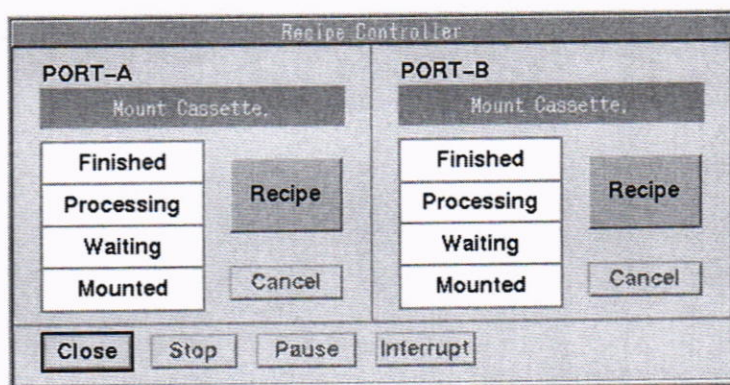 Recipe Controller
PORT-A
Mount Cassette.
Finished
Processing
Waiting
Mounted
Recipe
Cancel
PORT-B
Mount Cassette.
Finished
Processing
Waiting
Mounted
Recipe
Cancel
Close Stop Pause Interrupt